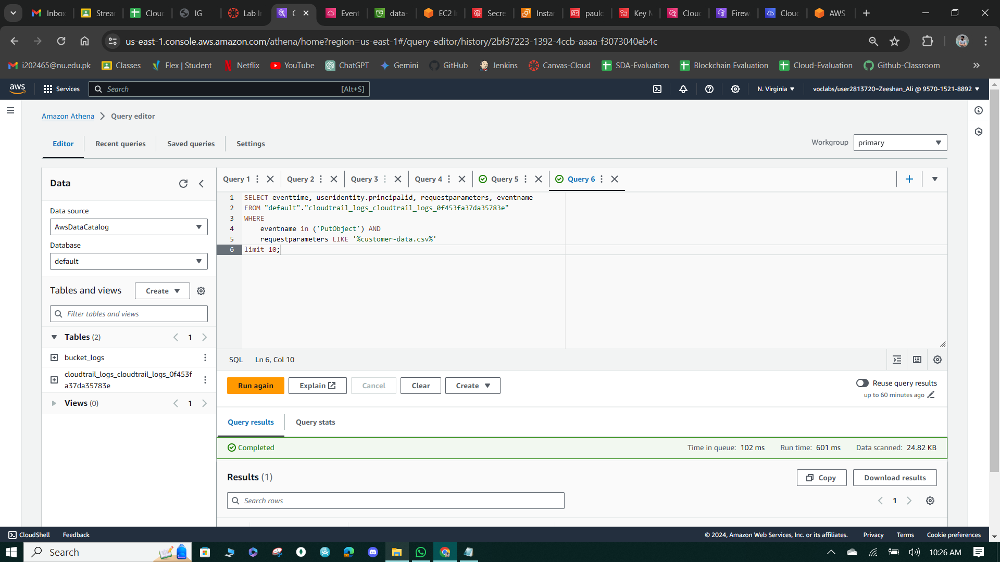 Inbox
Strea
Cloud
IG
Lab In
Event
data-
EC2 I
Secre
Instar
paulc
Key M
Cloud
Firew
Cloud
AWS
us-east-1.console.aws.amazon.com/athena/home?region=us-east-1#/query-editor/history/2bf37223-1392-4ccb-aaaa-f3073040eb4c
i202465@nu.edu.pk Classes Flex | Student Netflix YouTube ChatGPT Gemini GitHub Jenkins Canvas-Cloud SDA-Evaluation Blockchain Evaluation Cloud-Evaluation Github-Classroom
aws Services Search [Alt+S] N. Virginia voclabs/user2813720=Zeeshan_Ali @ 9570-1521-8892
Amazon Athena Query editor
Editor Recent queries Saved queries Settings Workgroup primary
Data
Data source
AwsDataCatalog
Database
default
Tables and views Create
Filter tables and views
Tables (2) 1
bucket_logs
cloudtrail_logs_cloudtrail_logs_0f453f
a37da35783e
Views (0) 1
Query 1 Query 2 Query 3 Query 4 Query 5 Query 6
1 SELECT eventtime, useridentity.principalid, requestparameters, eventname
2 FROM "default"."cloudtrail_logs_cloudtrail_logs_0f453fa37da35783e"
3 WHERE
4 eventname in ('PutObject') AND
5 requestparameters LIKE '%customer-data.csv%'
6 limit 10;
SQL Ln 6, Col 10
Run again Explain Cancel Clear Create
Reuse query results
up to 60 minutes ago
Query results Query stats
Completed Time in queue: 102 ms Run time: 601 ms Data scanned: 24.82 KB
Results (1) Copy Download results
Search rows 1
CloudShell Feedback © 2024, Amazon Web Services, Inc. or its affiliates. Privacy Terms Cookie preferences
Search 10:26 AM